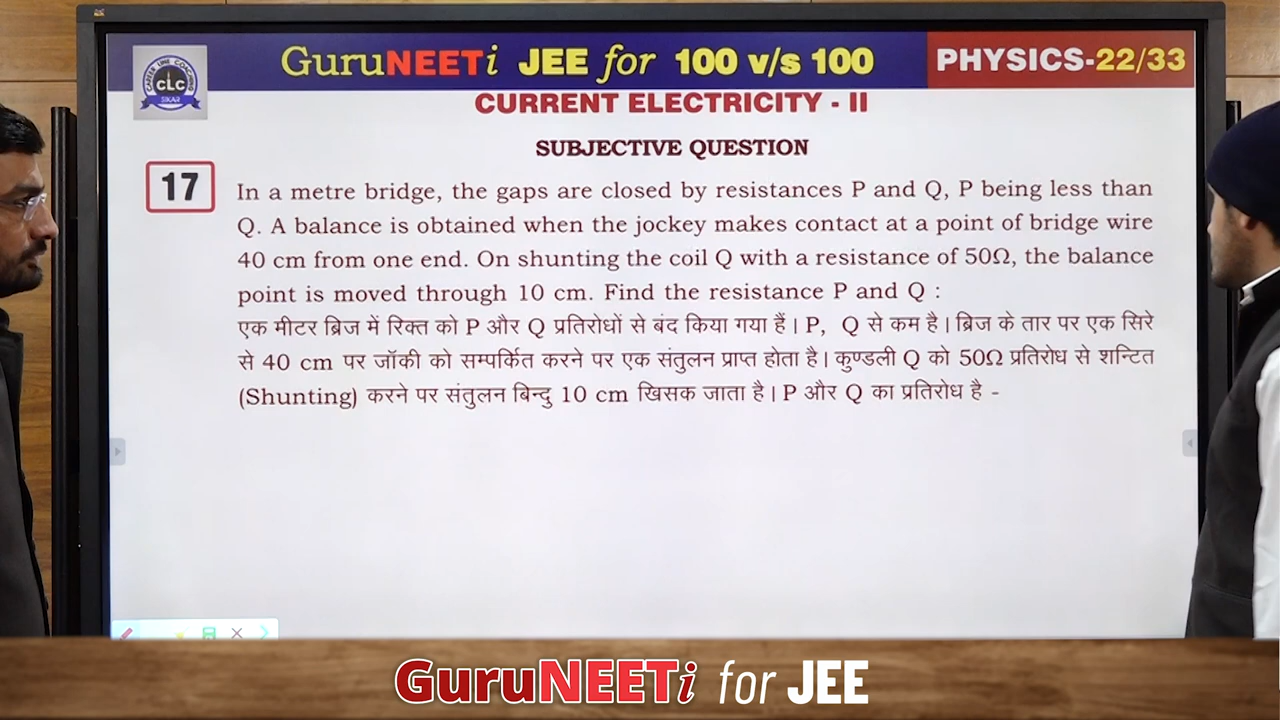 CAREER LINE COACHING
CLC
SIKAR
GuruNEETi JEE for 100 v/s 100
PHYSICS-22/33
CURRENT ELECTRICITY - II
SUBJECTIVE QUESTION
17
In a metre bridge, the gaps are closed by resistances P and Q, P being less than
Q. A balance is obtained when the jockey makes contact at a point of bridge wire
40 cm from one end. On shunting the coil Q with a resistance of 50Ω, the balance
point is moved through 10 cm. Find the resistance P and Q :
एक मीटर ब्रिज में रिक्त को P और Q प्रतिरोधों से बंद किया गया हैं। P, Q से कम है। ब्रिज के तार पर एक सिरे
से 40 cm पर जॉकी को सम्पर्कित करने पर एक संतुलन प्राप्त होता है। कुण्डली Q को 50Ω प्रतिरोध से शन्टित
(Shunting) करने पर संतुलन बिन्दु 10 cm खिसक जाता है। P और Q का प्रतिरोध है -
GuruNEETi for JEE